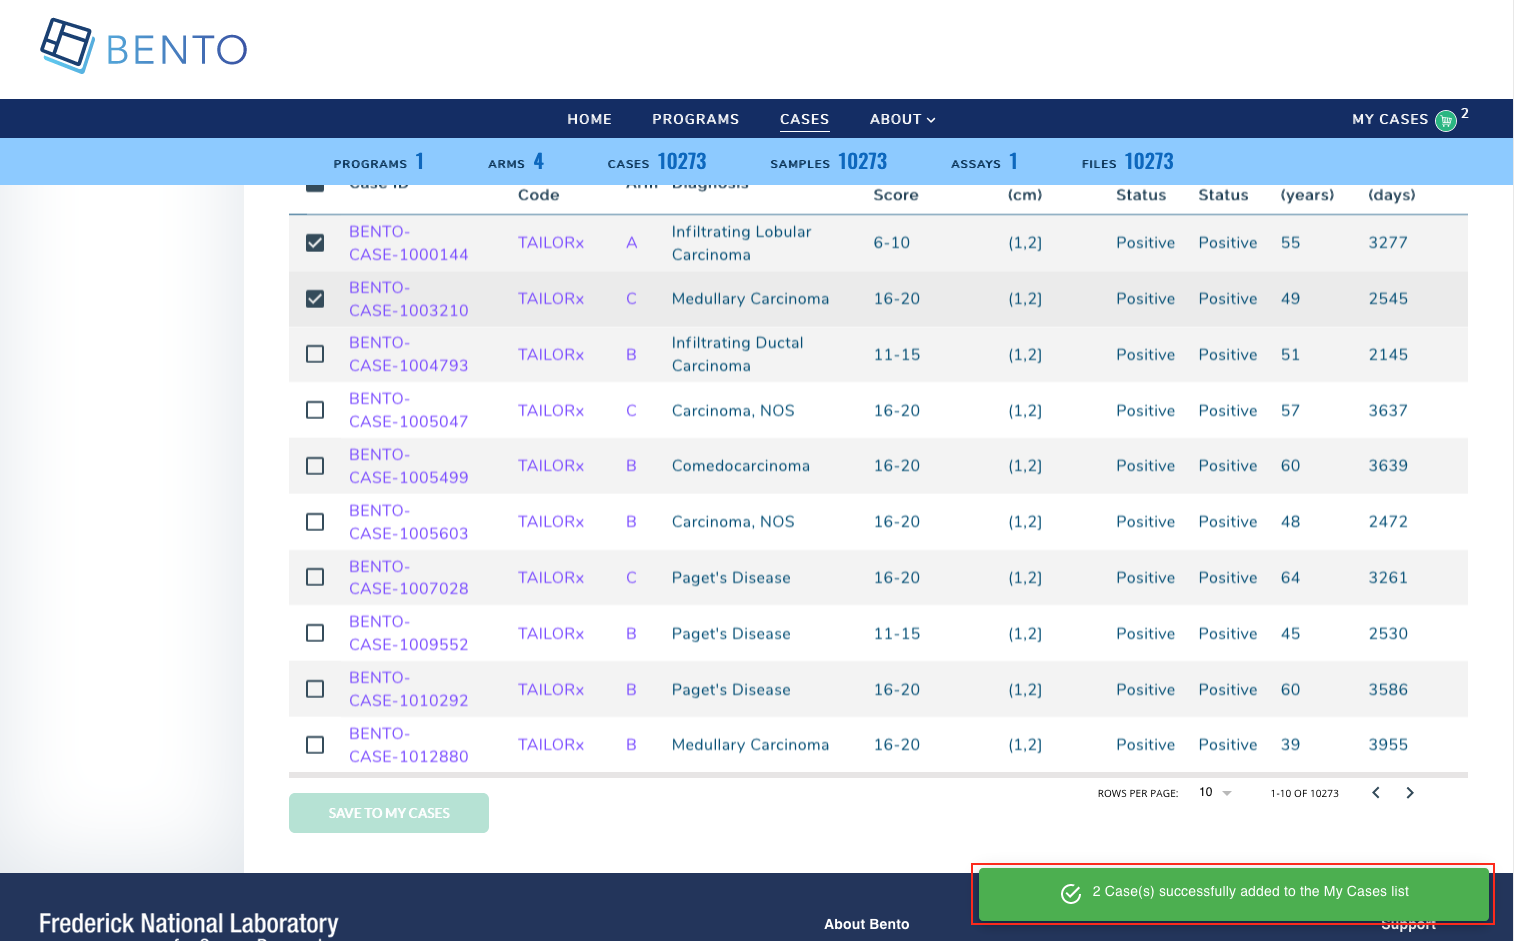 BENTO
HOME PROGRAMS CASES ABOUT MY CASES 2
PROGRAMS 1 ARMS 4 CASES 10273 SAMPLES 10273 ASSAYS 1 FILES 10273
Case ID Code Arm Diagnosis Score (cm) Status Status (years) (days)
BENTO-
CASE-1000144 TAILORx A Infiltrating Lobular
Carcinoma 6-10 (1,2] Positive Positive 55 3277
BENTO-
CASE-1003210 TAILORx C Medullary Carcinoma 16-20 (1,2] Positive Positive 49 2545
BENTO-
CASE-1004793 TAILORx B Infiltrating Ductal
Carcinoma 11-15 (1,2] Positive Positive 51 2145
BENTO-
CASE-1005047 TAILORx C Carcinoma, NOS 16-20 (1,2] Positive Positive 57 3637
BENTO-
CASE-1005499 TAILORx B Comedocarcinoma 16-20 (1,2] Positive Positive 60 3639
BENTO-
CASE-1005603 TAILORx B Carcinoma, NOS 16-20 (1,2] Positive Positive 48 2472
BENTO-
CASE-1007028 TAILORx C Paget's Disease 16-20 (1,2] Positive Positive 64 3261
BENTO-
CASE-1009552 TAILORx B Paget's Disease 11-15 (1,2] Positive Positive 45 2530
BENTO-
CASE-1010292 TAILORx B Paget's Disease 16-20 (1,2] Positive Positive 60 3586
BENTO-
CASE-1012880 TAILORx B Medullary Carcinoma 16-20 (1,2] Positive Positive 39 3955
ROWS PER PAGE: 10 1-10 OF 10273
SAVE TO MY CASES
2 Case(s) successfully added to the My Cases list
Frederick National Laboratory
About Bento
Support